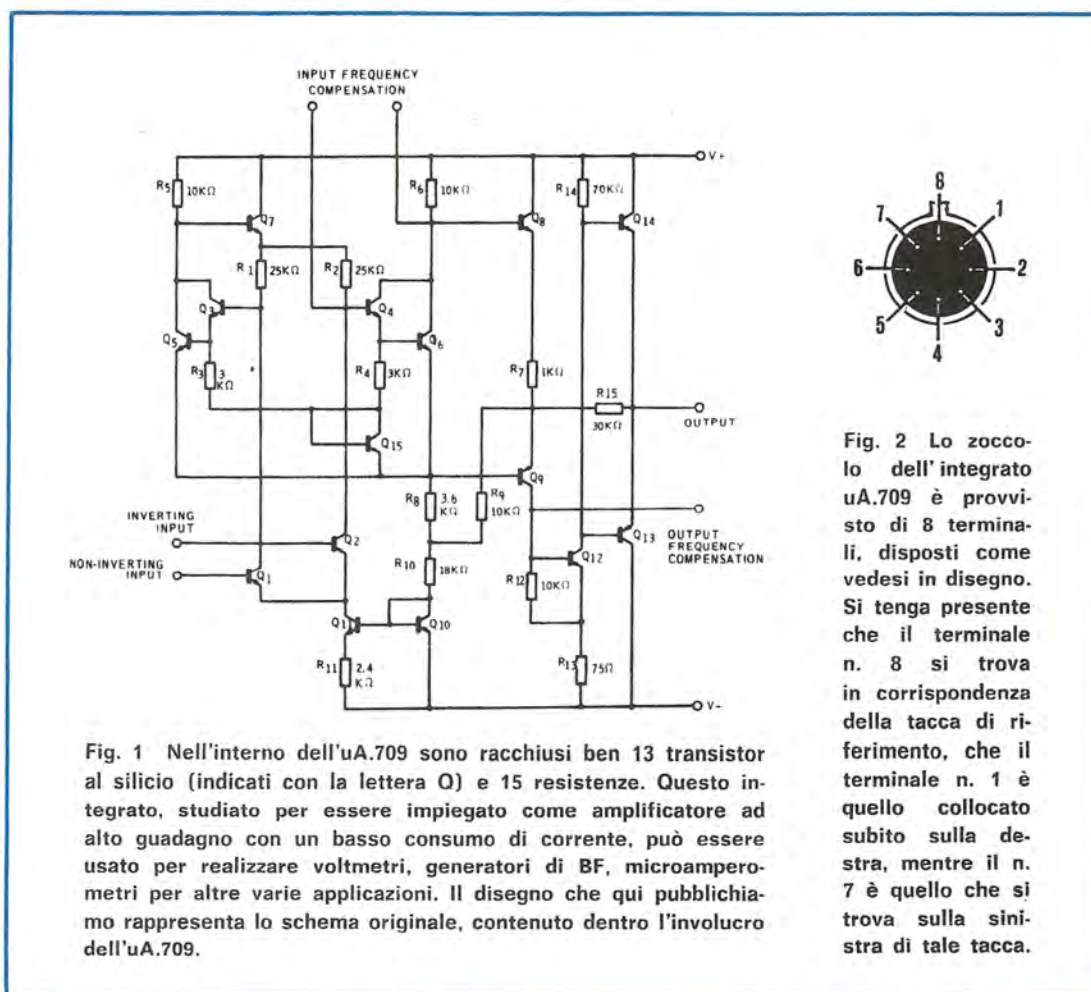 INPUT FREQUENCY
COMPENSATION
V+
R5
10KΩ
R6
10KΩ
R14
70KΩ
Q7
Q8
Q14
R1
25KΩ
R2
25KΩ
Q3
Q4
Q5
Q6
R3
3
KΩ
R4
3KΩ
R7
1KΩ
R15
30KΩ
OUTPUT
Q15
Q9
R8
3.6
KΩ
R9
10KΩ
INVERTING
INPUT
NON-INVERTING
INPUT
Q2
Q1
OUTPUT
FREQUENCY
COMPENSATION
Q13
Q12
R10
18KΩ
R12
10KΩ
Q1
Q10
R11
2.4
KΩ
R13
75Ω
V-
8
7
1
6
2
5
3
4
Fig. 1 Nell'interno dell'uA.709 sono racchiusi ben 13 transistor
al silicio (indicati con la lettera Q) e 15 resistenze. Questo in-
tegrato, studiato per essere impiegato come amplificatore ad
alto guadagno con un basso consumo di corrente, può essere
usato per realizzare voltmetri, generatori di BF, microampero-
metri per altre varie applicazioni. Il disegno che qui pubblichia-
mo rappresenta lo schema originale, contenuto dentro l'involucro
dell'uA.709.
Fig. 2 Lo zocco-
lo dell'integrato
uA.709 è provvi-
sto di 8 termina-
li, disposti come
vedesi in disegno.
Si tenga presente
che il terminale
n. 8 si trova
in corrispondenza
della tacca di ri-
ferimento, che il
terminale n. 1 è
quello collocato
subito sulla de-
stra, mentre il n.
7 è quello che si
trova sulla sini-
stra di tale tacca.